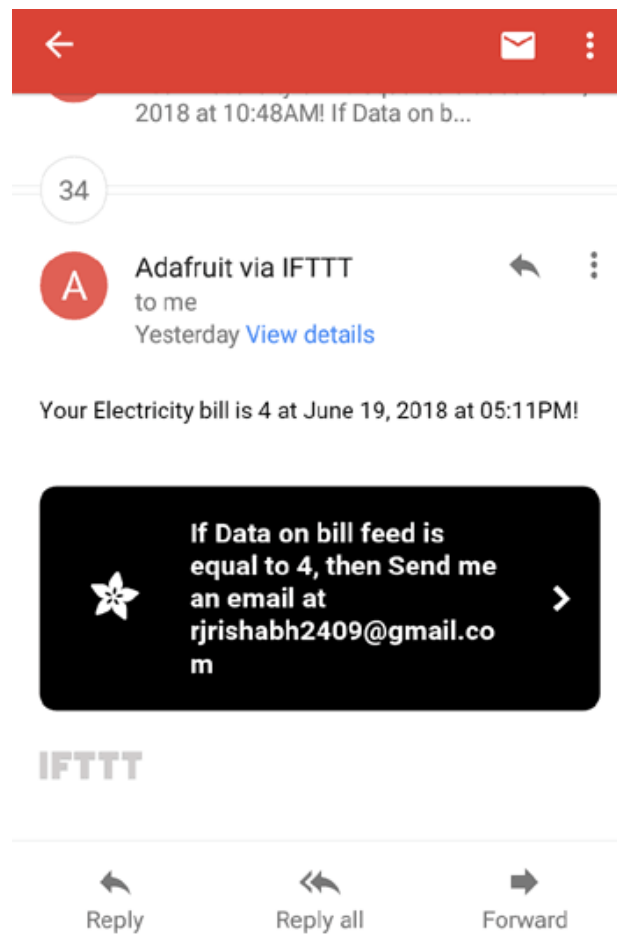 2018 at 10:48AM! If Data on b...
34
A
Adafruit via IFTTT
to me
Yesterday View details
Your Electricity bill is 4 at June 19, 2018 at 05:11PM!
If Data on bill feed is
equal to 4, then Send me
an email at
rjrishabh2409@gmail.co
m
IFTTT
Reply
Reply all
Forward